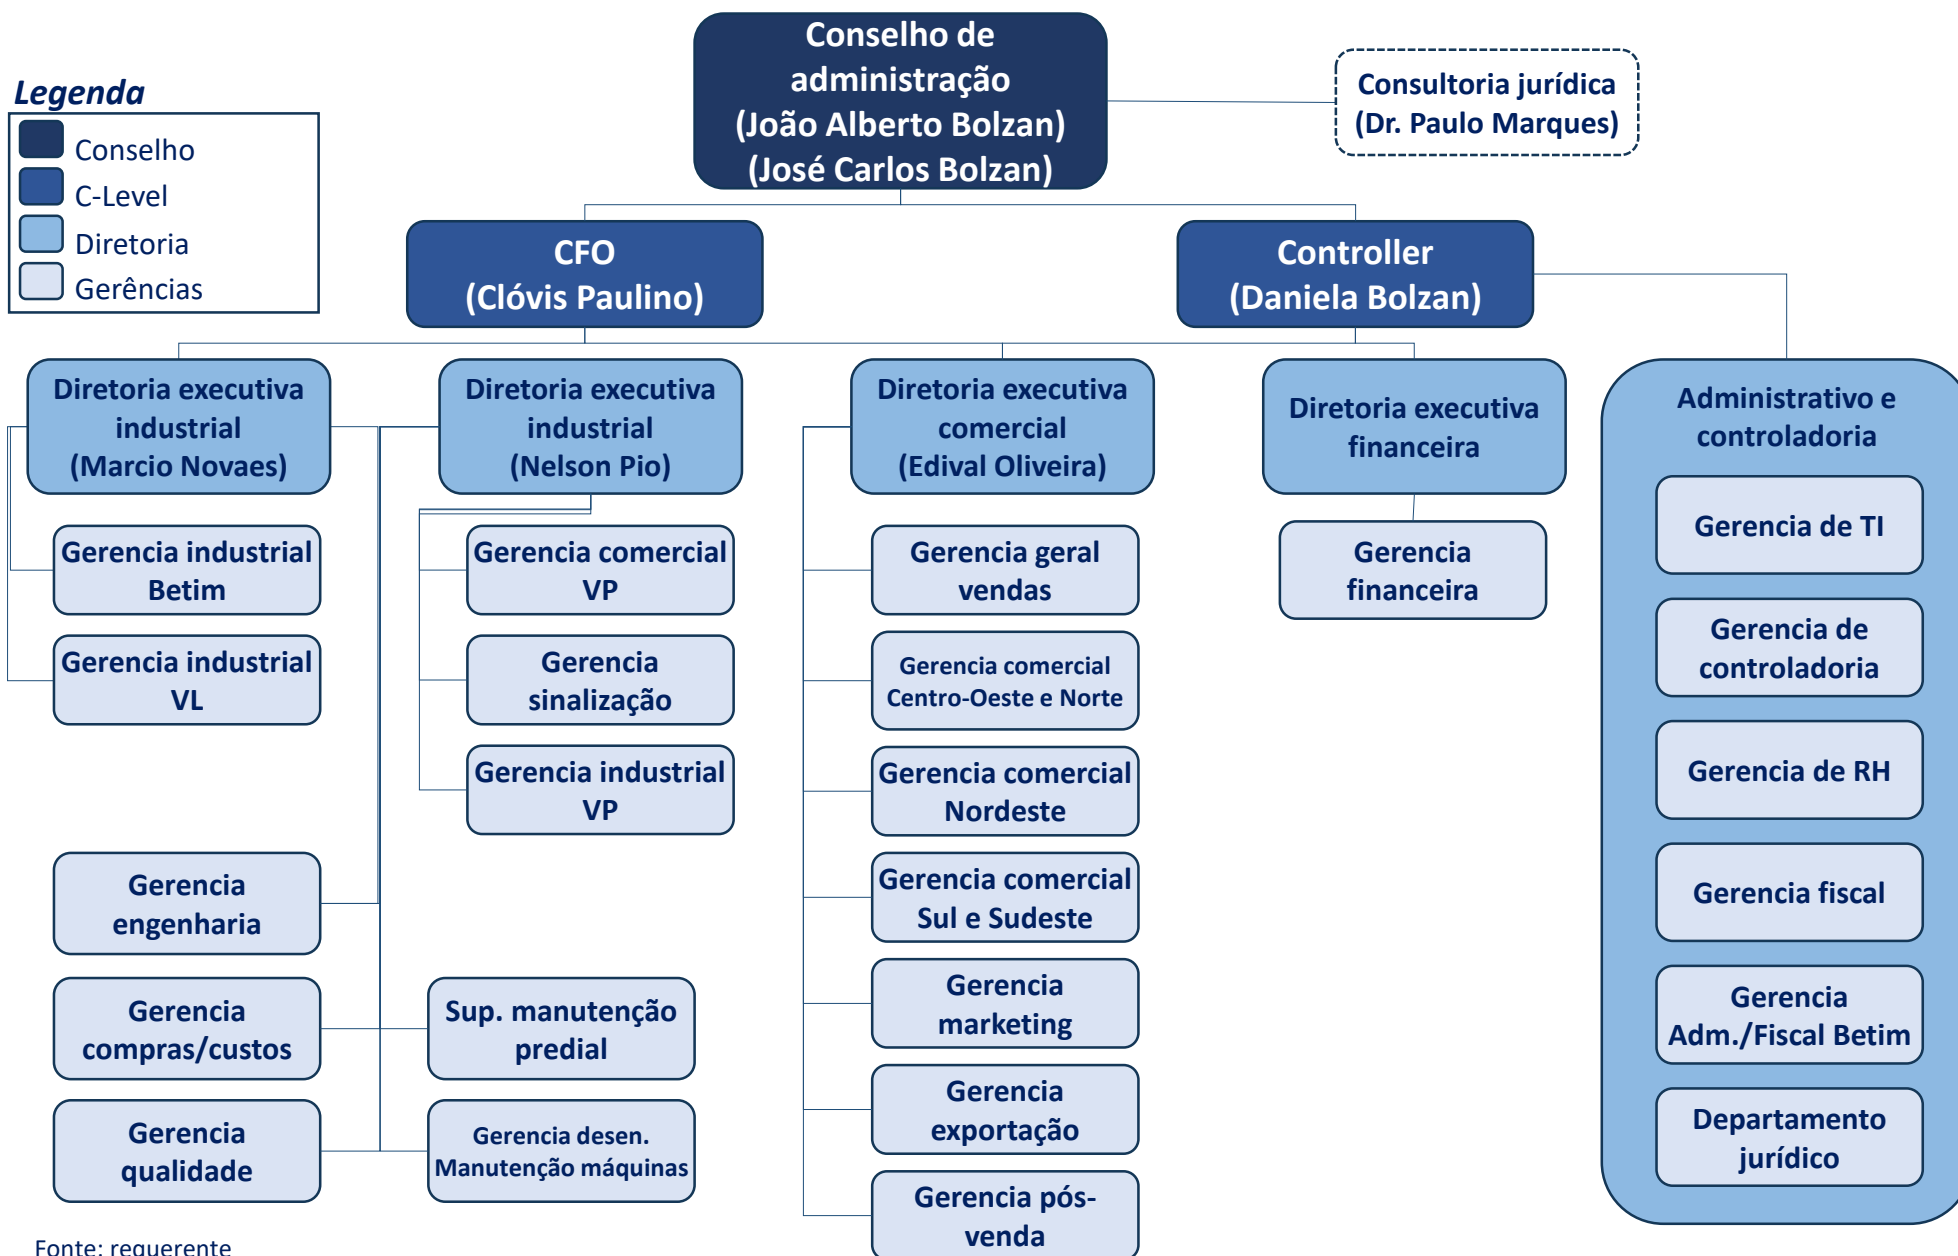 Conselho de
administração
(João Alberto Bolzan)
(José Carlos Bolzan)
Consultoria jurídica
(Dr. Paulo Marques)
Legenda
Conselho
C-Level
Diretoria
Gerências
CFO
(Clóvis Paulino)
Controller
(Daniela Bolzan)
Diretoria executiva
industrial
(Marcio Novaes)
Diretoria executiva
industrial
(Nelson Pio)
Diretoria executiva
comercial
(Edival Oliveira)
Diretoria executiva
financeira
Administrativo e
controladoria
Gerencia industrial
Betim
Gerencia industrial
VL
Gerencia
engenharia
Gerencia
compras/custos
Gerencia
qualidade
Gerencia comercial
VP
Gerencia
sinalização
Gerencia industrial
VP
Sup. manutenção
predial
Gerencia desen.
Manutenção máquinas
Gerencia geral
vendas
Gerencia comercial
Centro-Oeste e Norte
Gerencia comercial
Nordeste
Gerencia comercial
Sul e Sudeste
Gerencia
marketing
Gerencia
exportação
Gerencia pós-
venda
Gerencia
financeira
Gerencia de TI
Gerencia de
controladoria
Gerencia de RH
Gerencia fiscal
Gerencia
Adm./Fiscal Betim
Departamento
jurídico
Fonte: requerente